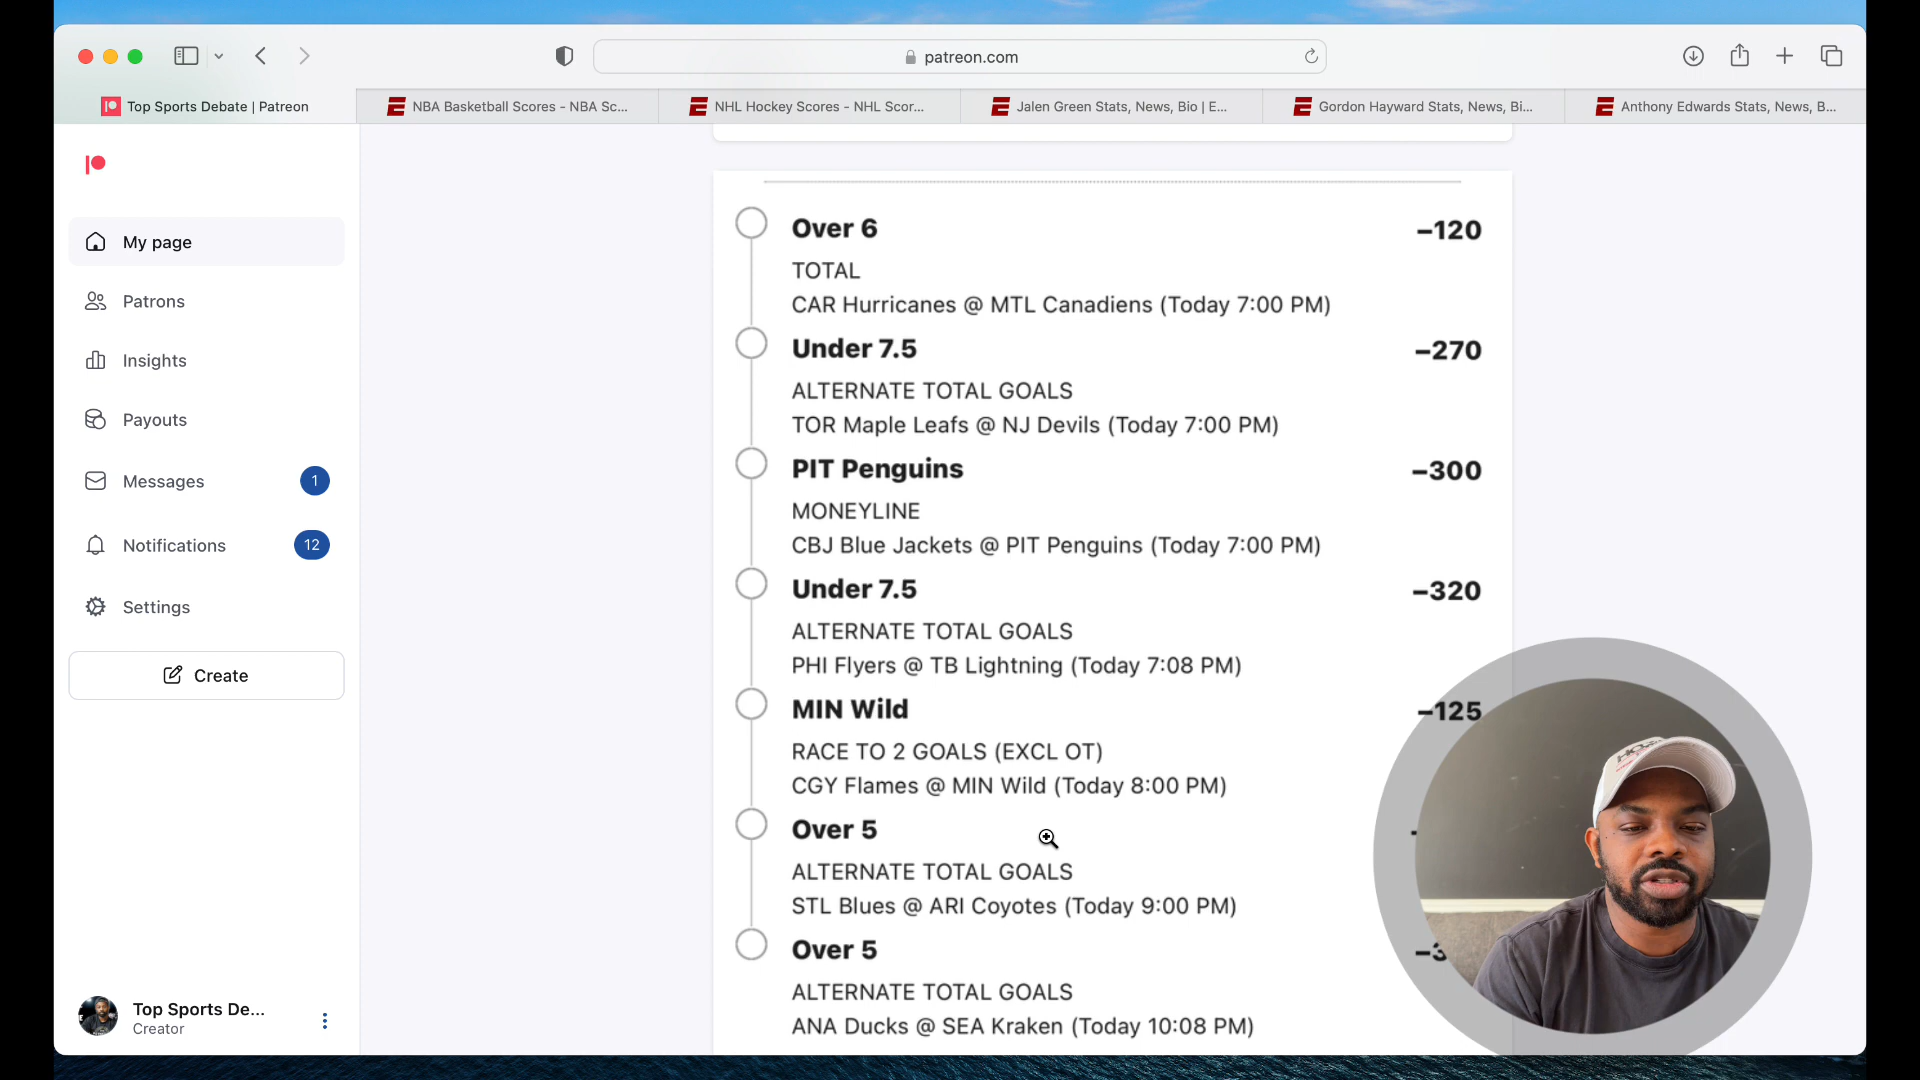 patreon.com
Top Sports Debate | Patreon
NBA Basketball Scores - NBA Sc...
NHL Hockey Scores - NHL Scor...
Jalen Green Stats, News, Bio | E...
Gordon Hayward Stats, News, Bi...
Anthony Edwards Stats, News, B...
My page
Patrons
Insights
Payouts
Messages 1
Notifications 12
Settings
Create
Top Sports De...
Creator
Over 6 −120
TOTAL
CAR Hurricanes @ MTL Canadiens (Today 7:00 PM)
Under 7.5 −270
ALTERNATE TOTAL GOALS
TOR Maple Leafs @ NJ Devils (Today 7:00 PM)
PIT Penguins −300
MONEYLINE
CBJ Blue Jackets @ PIT Penguins (Today 7:00 PM)
Under 7.5 −320
ALTERNATE TOTAL GOALS
PHI Flyers @ TB Lightning (Today 7:08 PM)
MIN Wild −125
RACE TO 2 GOALS (EXCL OT)
CGY Flames @ MIN Wild (Today 8:00 PM)
Over 5
ALTERNATE TOTAL GOALS
STL Blues @ ARI Coyotes (Today 9:00 PM)
Over 5
ALTERNATE TOTAL GOALS
ANA Ducks @ SEA Kraken (Today 10:08 PM)